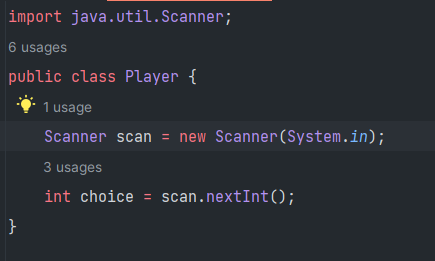 import java.util.Scanner;
6 usages
public class Player {
1 usage
Scanner scan = new Scanner(System.in);
3 usages
int choice = scan.nextInt();
}